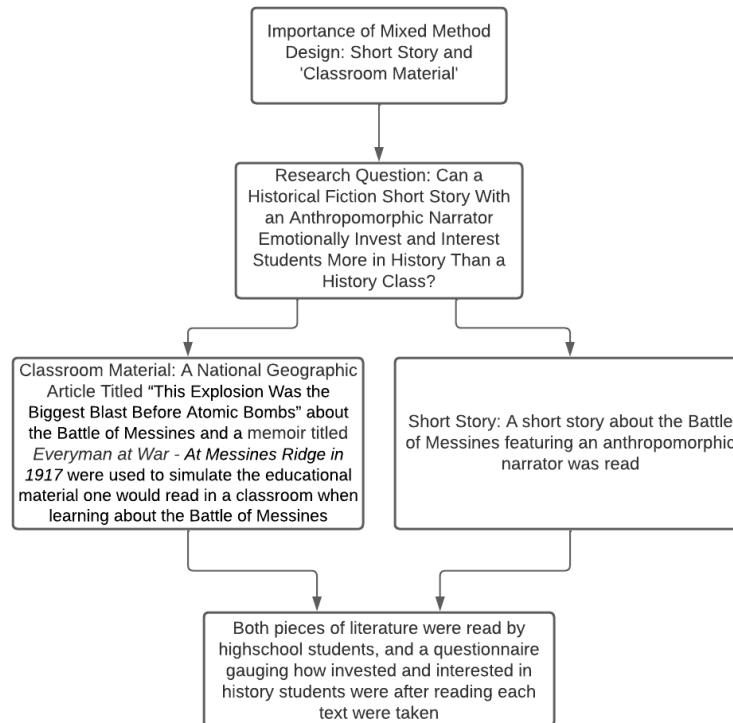 Importance of Mixed Method
Design: Short Story and
'Classroom Material'
Research Question: Can a
Historical Fiction Short Story With
an Anthropomorphic Narrator
Emotionally Invest and Interest
Students More in History Than a
History Class?
Classroom Material: A National Geographic
Article Titled “This Explosion Was the
Biggest Blast Before Atomic Bombs” about
the Battle of Messines and a memoir titled
Everyman at War - At Messines Ridge in
1917 were used to simulate the educational
material one would read in a classroom when
learning about the Battle of Messines
Short Story: A short story about the Battle
of Messines featuring an anthropomorphic
narrator was read
Both pieces of literature were read by
highschool students, and a questionnaire
gauging how invested and interested in
history students were after reading each
text were taken